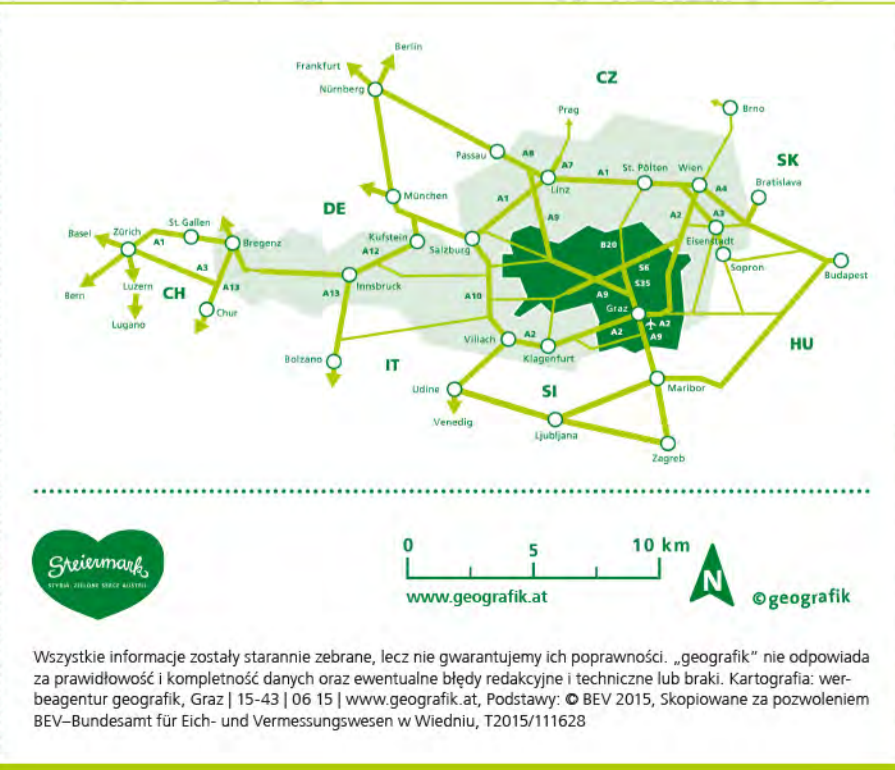 Berlin
Frankfurt
CZ
Nürnberg
Prag
Brno
Passau
A8
A7
A1
St. Pölten
Wien
SK
Linz
A4
Bratislava
DE
München
A1
A9
A2
A3
St. Gallen
Basel
Zürich
A1
Bregenz
Kufstein
A12
Salzburg
B20
Eisenstadt
Sopron
Budapest
A3
S6
Bern
Luzern
CH
A13
A13
Innsbruck
A10
A9
S35
Chur
Graz
Lugano
A2
A2
A9
HU
Villach
A2
Klagenfurt
Bolzano
IT
Udine
SI
Maribor
Venedig
Ljubljana
Zagreb
Steiermark
STYRIA. ZIELONE SERCE AUSTRII.
0 5 10 km
N
www.geografik.at
©geografik
Wszystkie informacje zostały starannie zebrane, lecz nie gwarantujemy ich poprawności. „geografik" nie odpowiada
za prawidłowość i kompletność danych oraz ewentualne błędy redakcyjne i techniczne lub braki. Kartografia: wer-
beagentur geografik, Graz | 15-43 | 06 15 | www.geografik.at, Podstawy: © BEV 2015, Skopiowane za pozwoleniem
BEV–Bundesamt für Eich- und Vermessungswesen w Wiedniu, T2015/111628